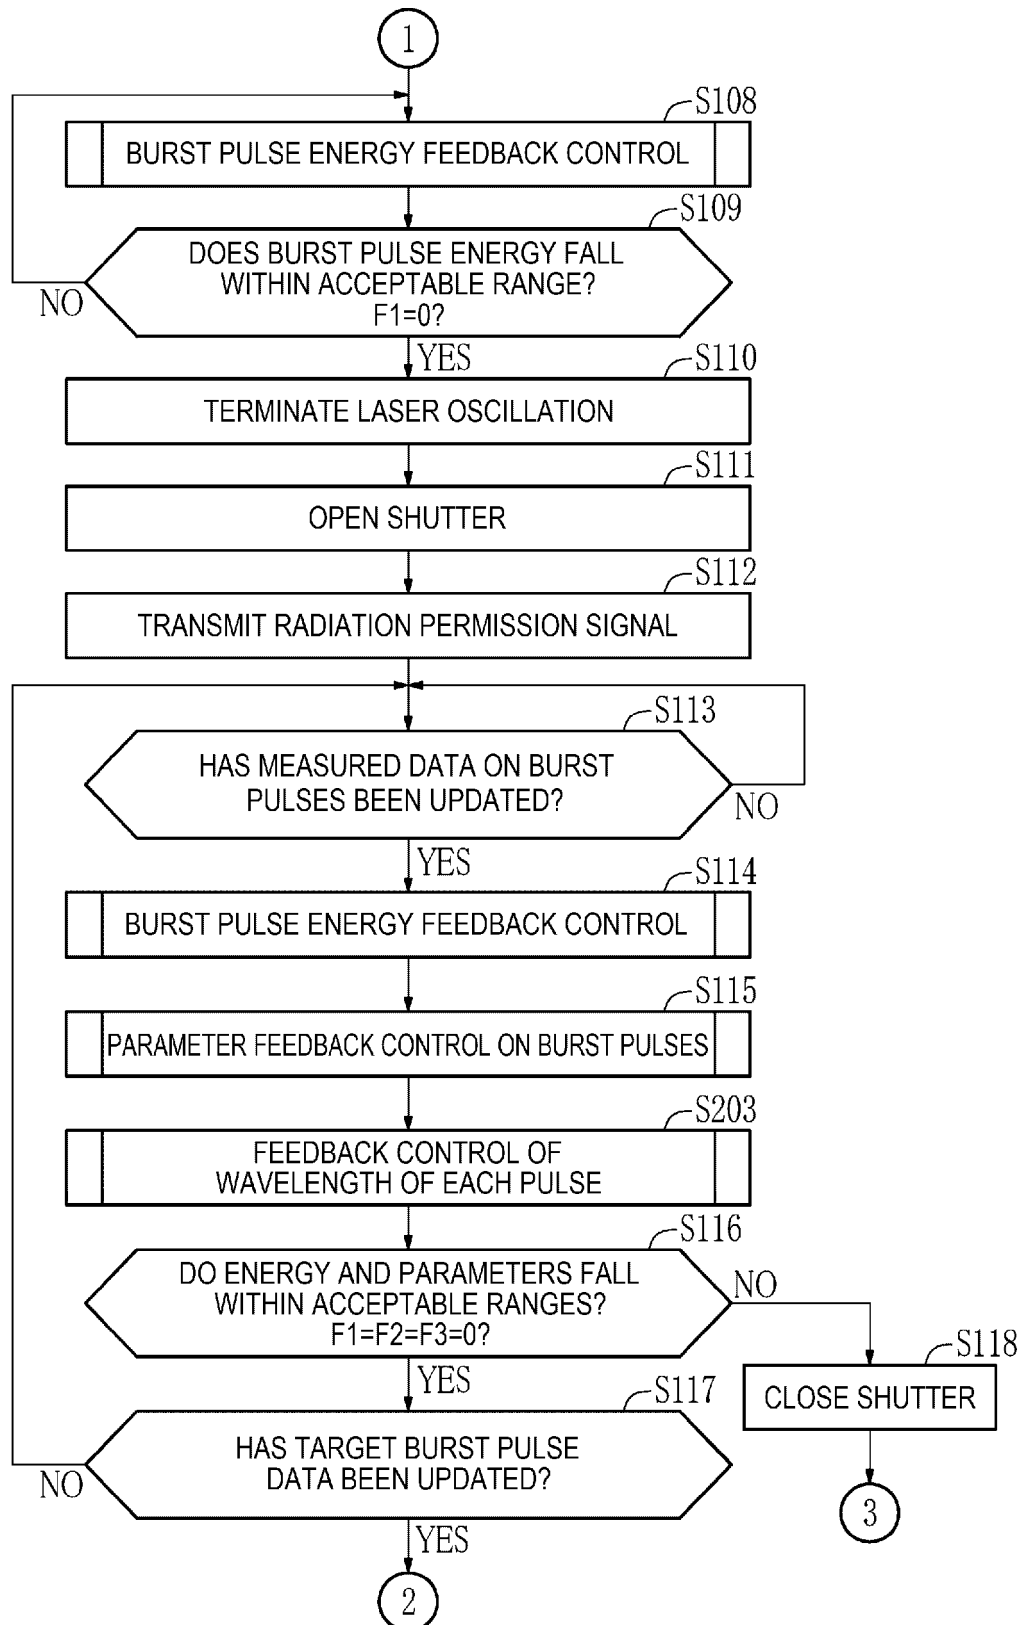 1
S108
BURST PULSE ENERGY FEEDBACK CONTROL
S109
DOES BURST PULSE ENERGY FALL
WITHIN ACCEPTABLE RANGE?
F1=0?
NO
YES
S110
TERMINATE LASER OSCILLATION
S111
OPEN SHUTTER
S112
TRANSMIT RADIATION PERMISSION SIGNAL
S113
HAS MEASURED DATA ON BURST
PULSES BEEN UPDATED?
NO
YES
S114
BURST PULSE ENERGY FEEDBACK CONTROL
S115
PARAMETER FEEDBACK CONTROL ON BURST PULSES
S203
FEEDBACK CONTROL OF
WAVELENGTH OF EACH PULSE
S116
DO ENERGY AND PARAMETERS FALL
WITHIN ACCEPTABLE RANGES?
F1=F2=F3=0?
NO
YES
S118
CLOSE SHUTTER
3
S117
HAS TARGET BURST PULSE
DATA BEEN UPDATED?
NO
YES
2